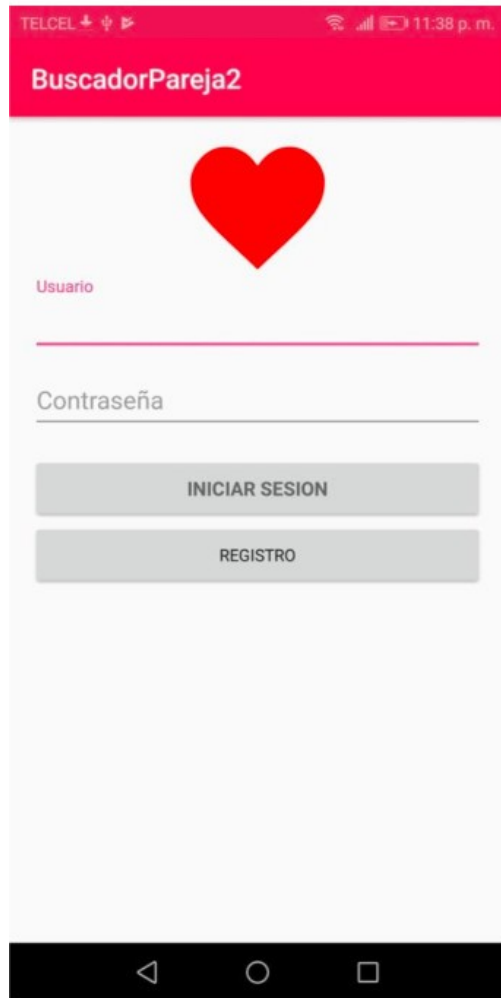 TELCEL 11:38 p. m.
BuscadorPareja2
Usuario
Contraseña
INICIAR SESION
REGISTRO